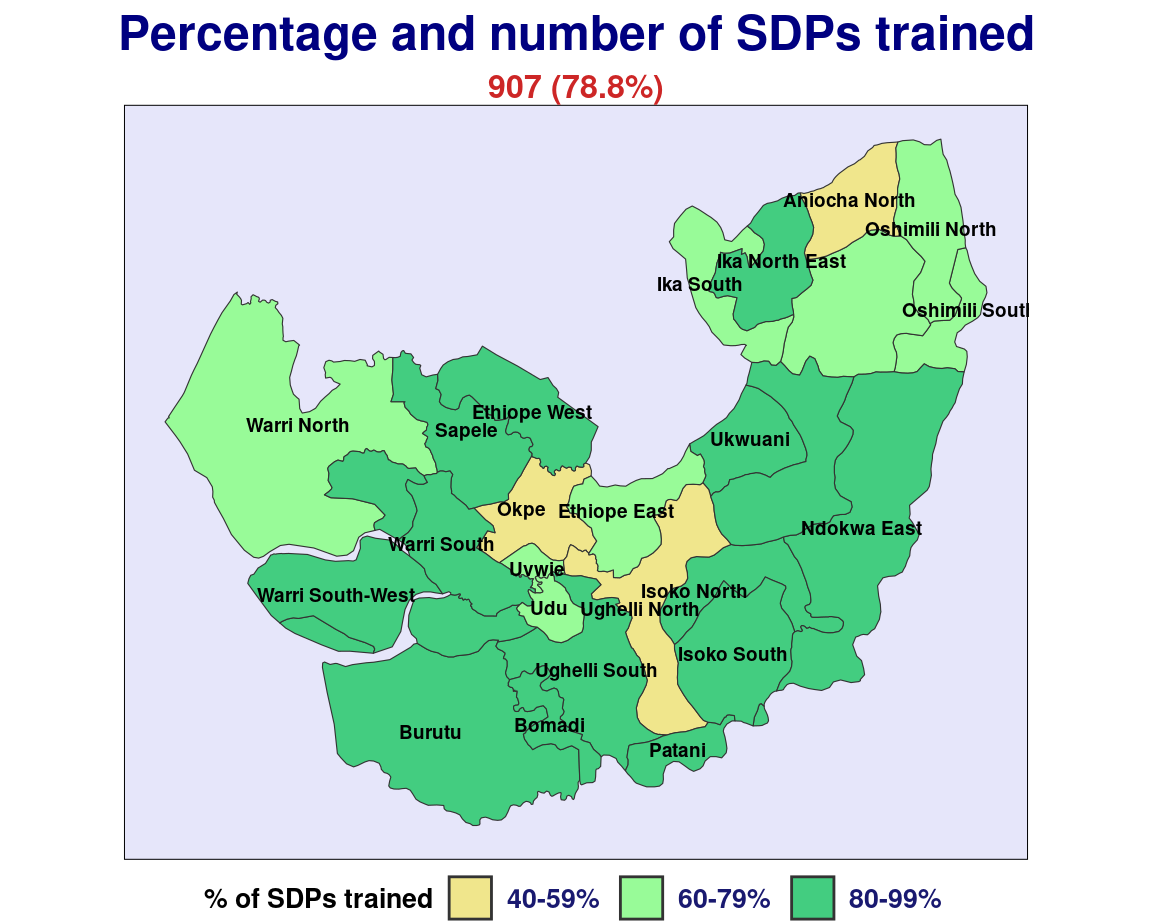 Percentage and number of SDPs trained
907 (78.8%)
Aniocha North
Oshimili North
Ika North East
Ika South
Oshimili South
Ethiope West
Warri North
Sapele
Ukwuani
Okpe
Ethiope East
Ndokwa East
Warri South
Uvwie
Isoko North
Warri South-West
Udu
Ughelli North
Isoko South
Ughelli South
Bomadi
Burutu
Patani
% of SDPs trained 40-59% 60-79% 80-99%